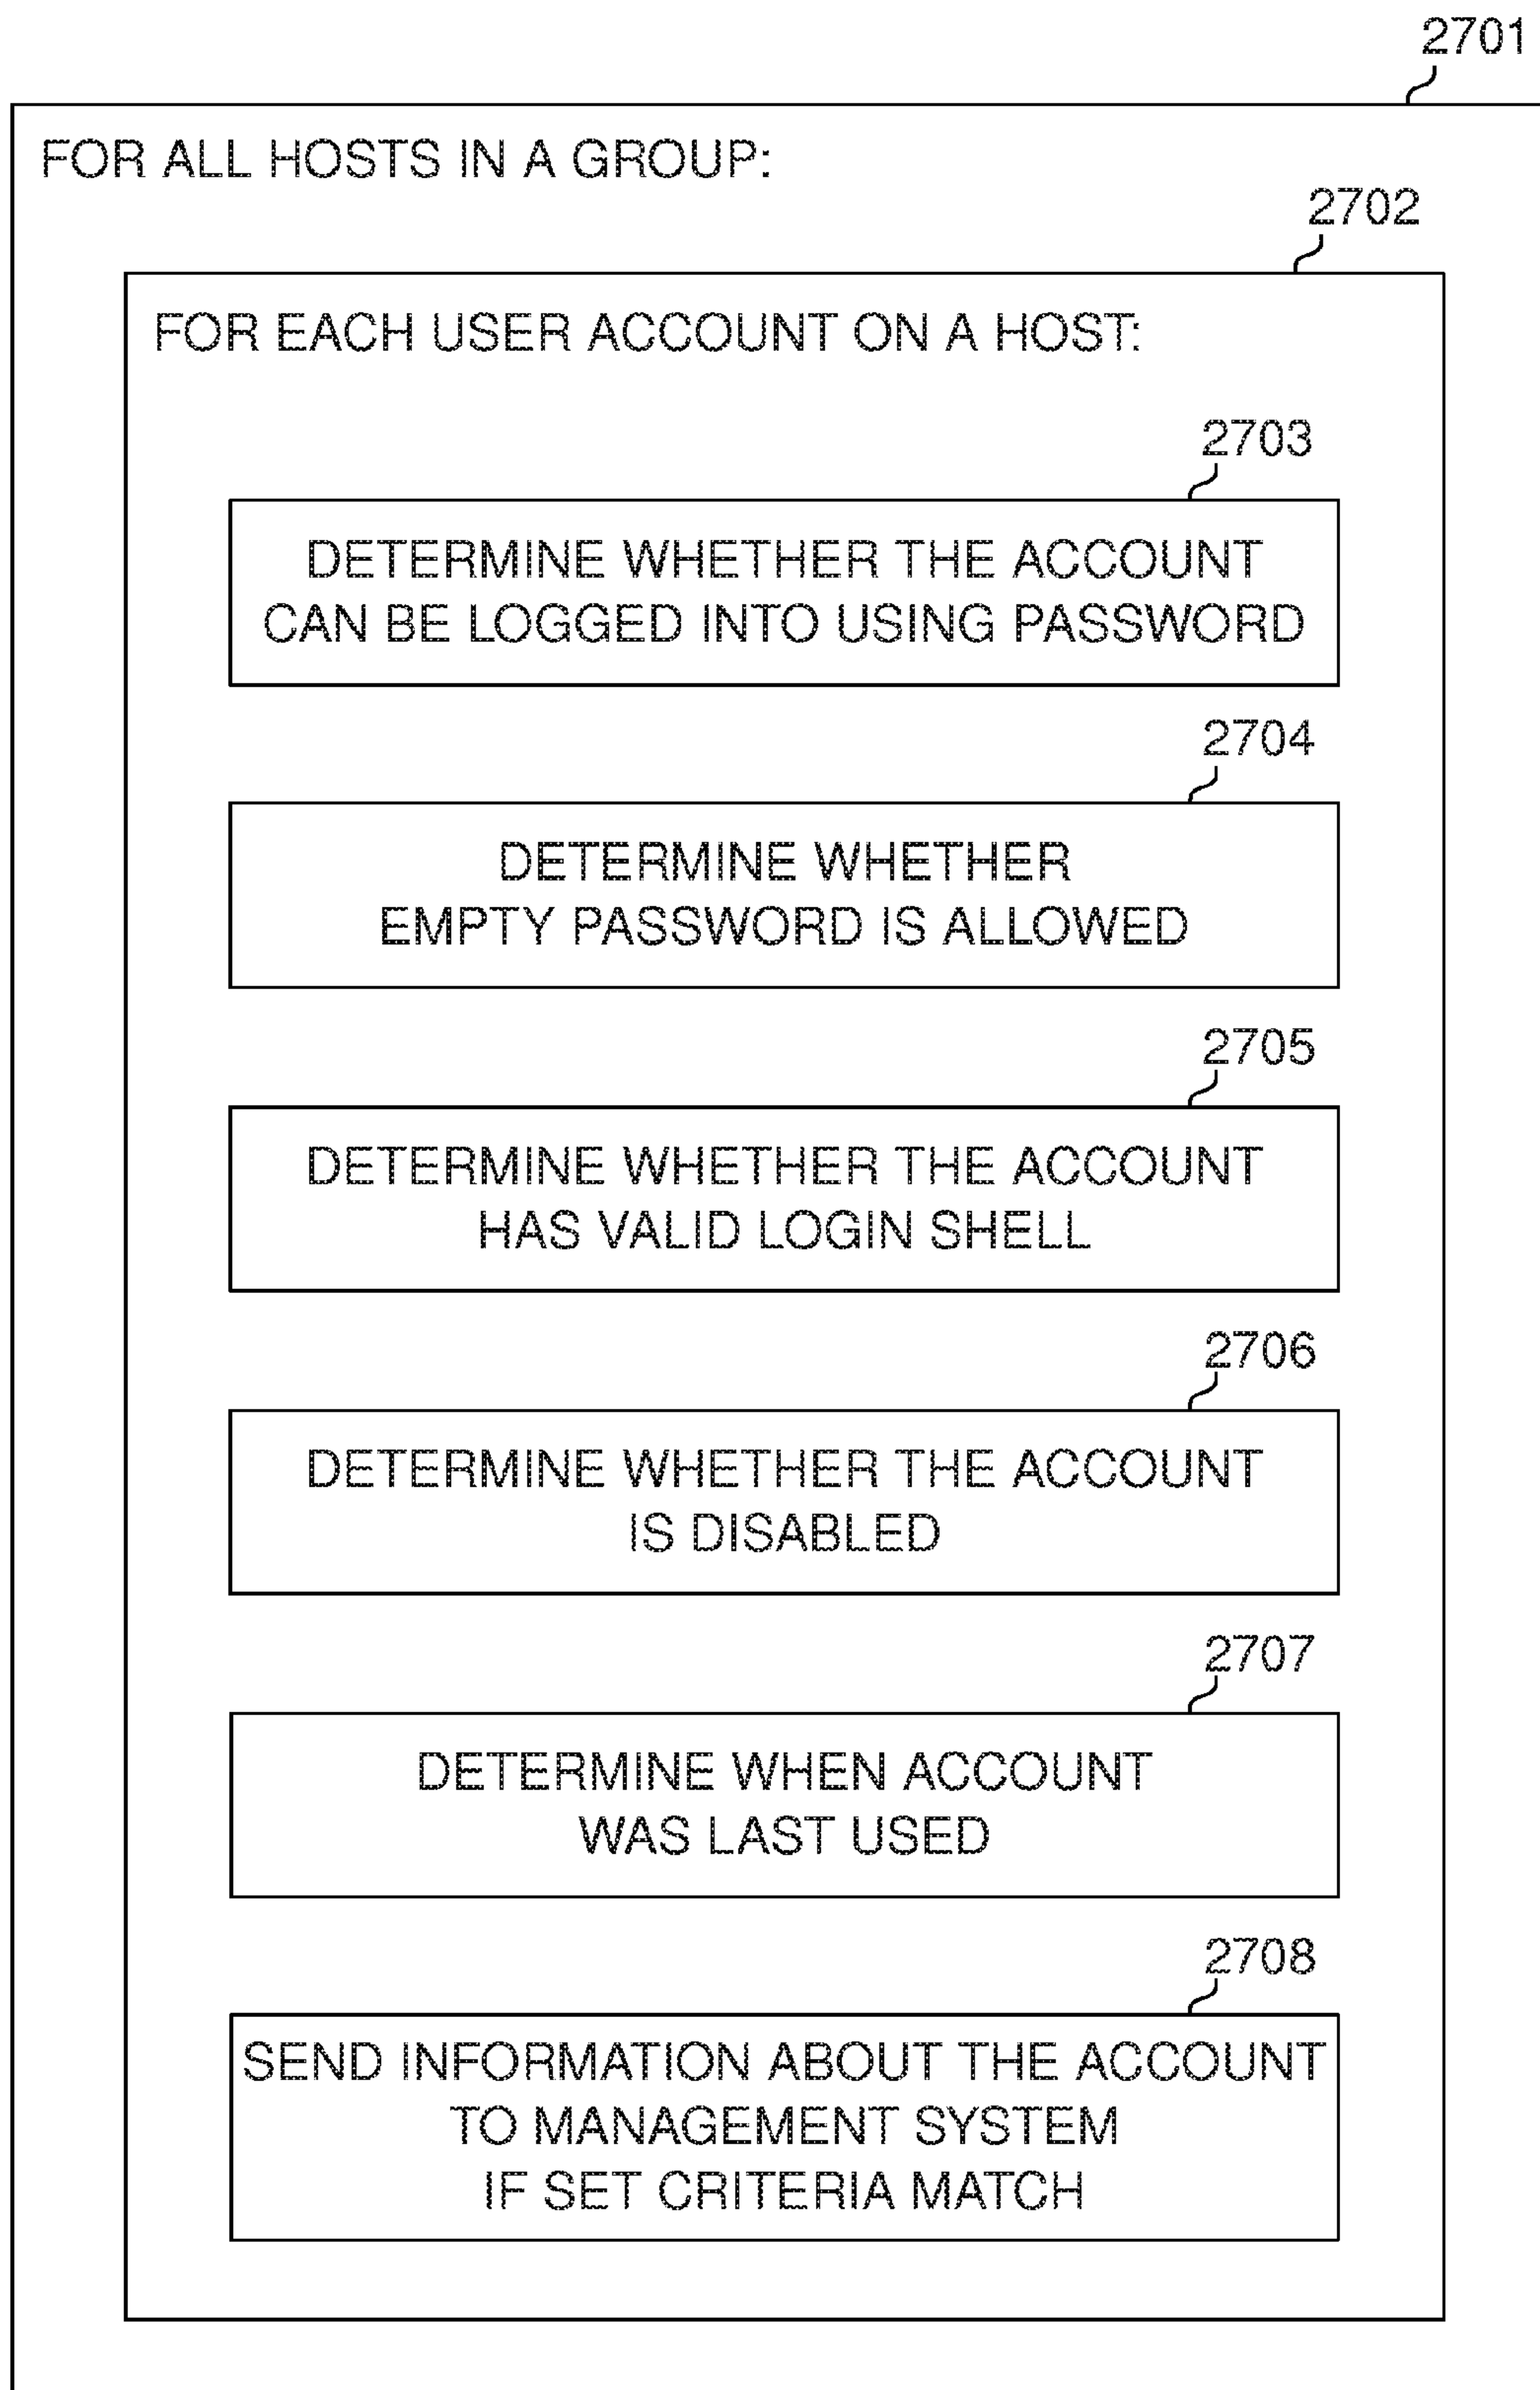 2701
FOR ALL HOSTS IN A GROUP:
2702
FOR EACH USER ACCOUNT ON A HOST:
2703
DETERMINE WHETHER THE ACCOUNT
CAN BE LOGGED INTO USING PASSWORD
2704
DETERMINE WHETHER
EMPTY PASSWORD IS ALLOWED
2705
DETERMINE WHETHER THE ACCOUNT
HAS VALID LOGIN SHELL
2706
DETERMINE WHETHER THE ACCOUNT
IS DISABLED
2707
DETERMINE WHEN ACCOUNT
WAS LAST USED
2708
SEND INFORMATION ABOUT THE ACCOUNT
TO MANAGEMENT SYSTEM
IF SET CRITERIA MATCH